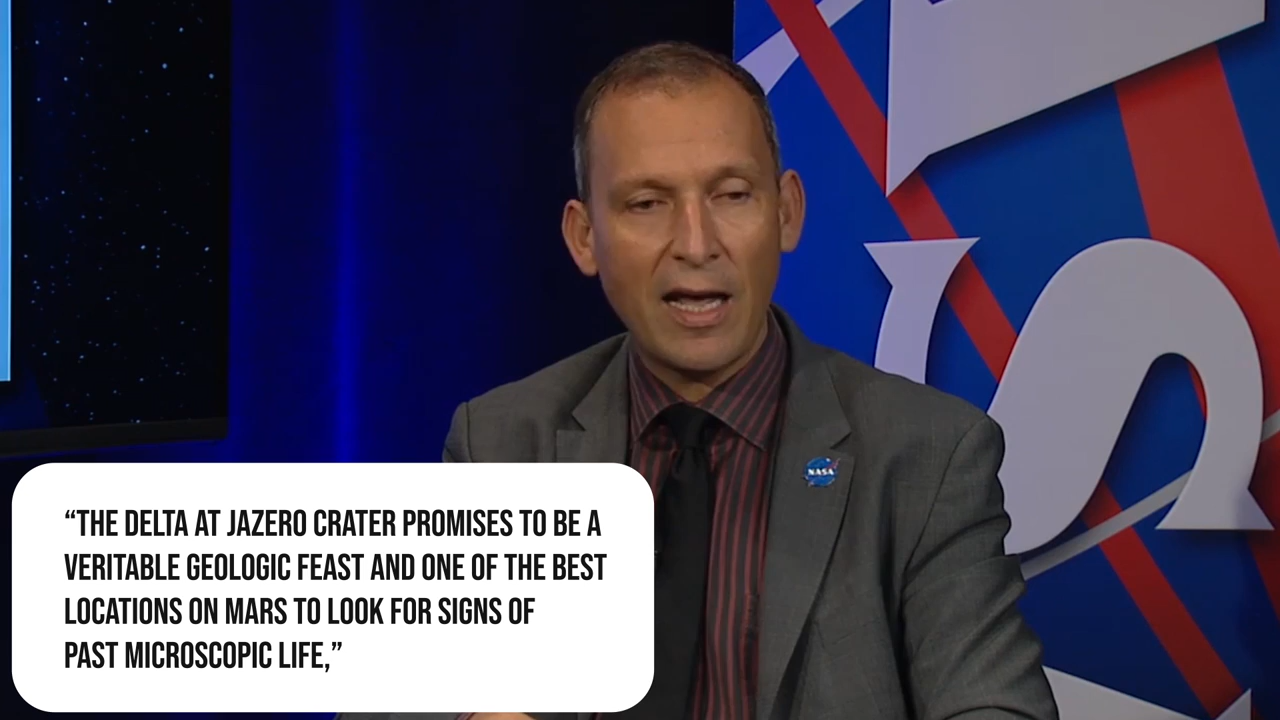 NASA
“THE DELTA AT JAZERO CRATER PROMISES TO BE A
VERITABLE GEOLOGIC FEAST AND ONE OF THE BEST
LOCATIONS ON MARS TO LOOK FOR SIGNS OF
PAST MICROSCOPIC LIFE,”